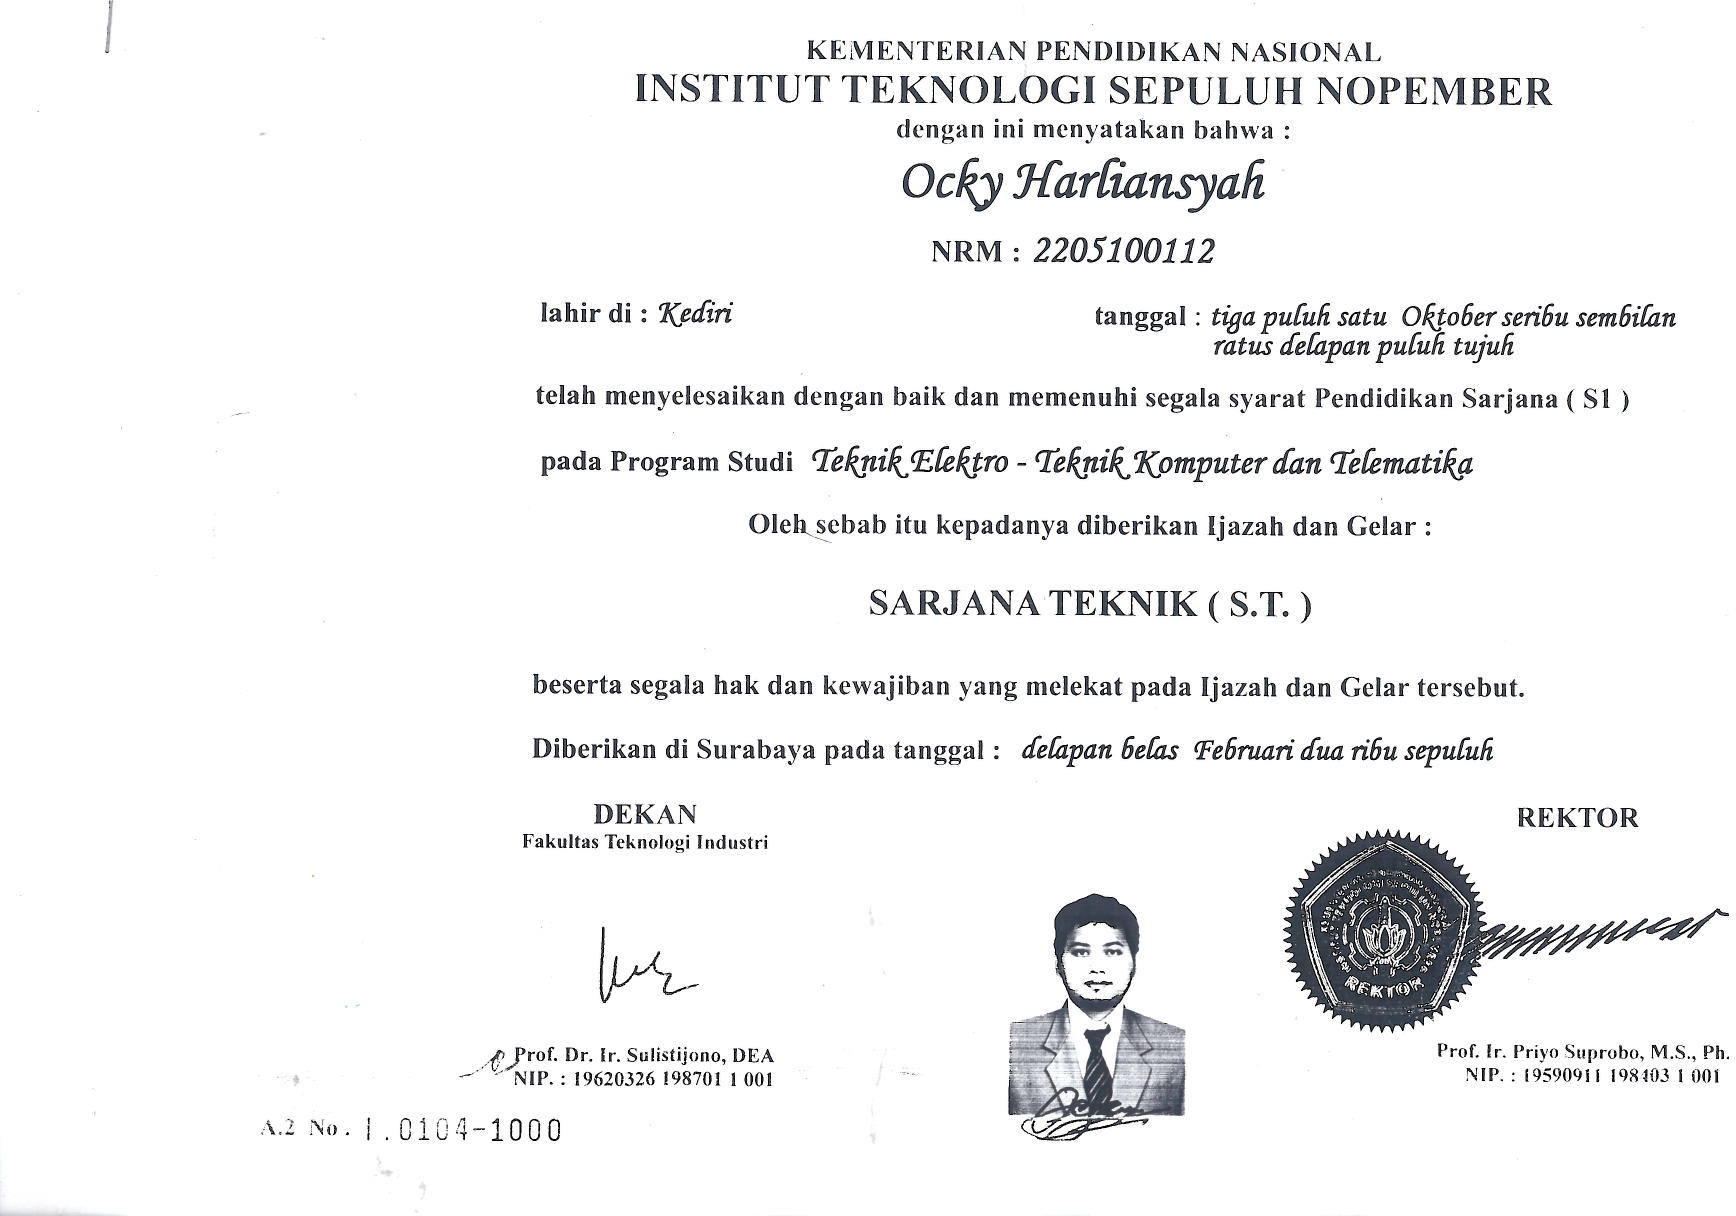 KEMENTERIAN PENDIDIKAN NASIONAL
INSTITUT TEKNOLOGI SEPULUH NOPEMBER
dengan ini menyatakan bahwa :
Ocky Harliansyah
NRM : 2205100112
lahir di : Kediri
tanggal : tiga puluh satu Oktober seribu sembilan
ratus delapan puluh tujuh
telah menyelesaikan dengan baik dan memenuhi segala syarat Pendidikan Sarjana ( S1 )
pada Program Studi Teknik Elektro - Teknik Komputer dan Telematika
Oleh sebab itu kepadanya diberikan Ijazah dan Gelar :
SARJANA TEKNIK ( S.T. )
beserta segala hak dan kewajiban yang melekat pada Ijazah dan Gelar tersebut.
Diberikan di Surabaya pada tanggal : delapan belas Februari dua ribu sepuluh
DEKAN
Fakultas Teknologi Industri
Prof. Dr. Ir. Sulistijono, DEA
NIP. : 19620326 198701 1 001
REKTOR
REKTOR
Prof. Ir. Priyo Suprobo, M.S., Ph.
NIP. : 19590911 198403 1 001
A.2 No. 1.0104-1000